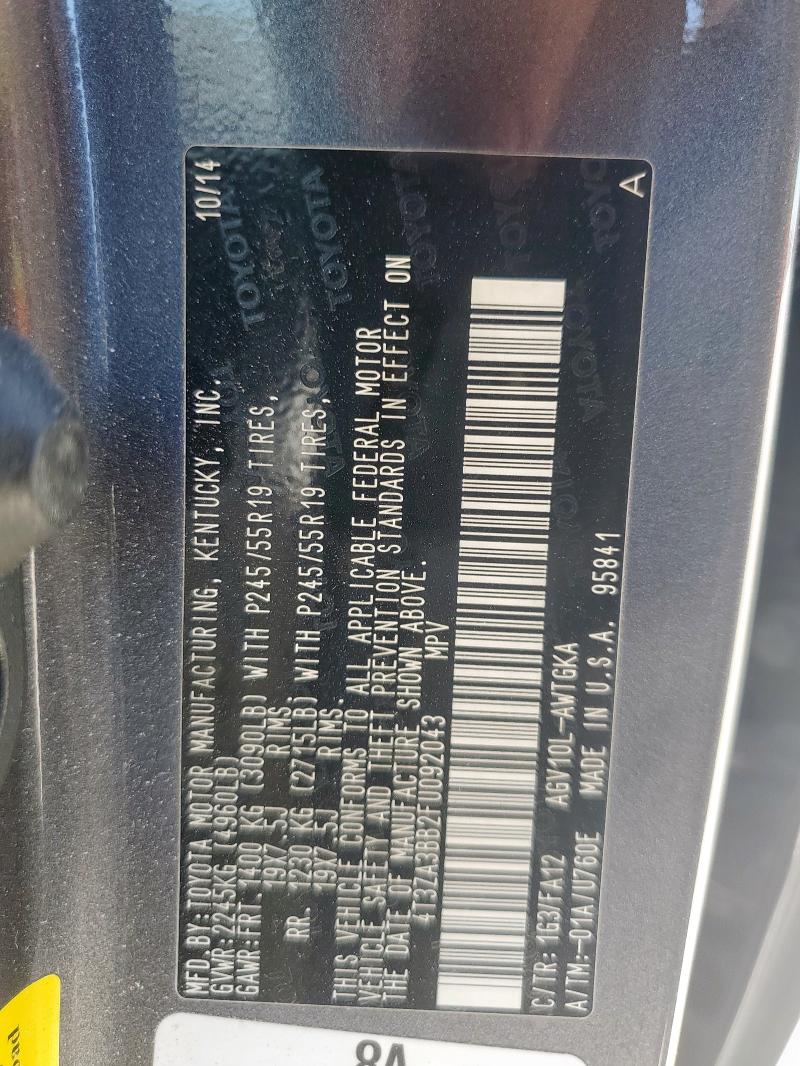 MFD. BY: TOYOTA MOTOR MANUFACTURING, KENTUCKY, INC. 10/14
GVWR: 2245KG (4960LB)
GAWR: FRT. 1400 KG (3090LB) WITH P245/55R19 TIRES,
19X7.5J RIMS.
RR. 1230 KG (2715LB) WITH P245/55R19 TIRES,
19X7.5J RIMS.
THIS VEHICLE CONFORMS TO ALL APPLICABLE FEDERAL MOTOR
VEHICLE SAFETY AND THEFT PREVENTION STANDARDS IN EFFECT ON
THE DATE OF MANUFACTURE SHOWN ABOVE.
MPV
C/TR: 1G3/FA12 AGV10L-AWTGKA
A/TM:-01A/U760E MADE IN U.S.A. 95841
A
V8
TOYOTA